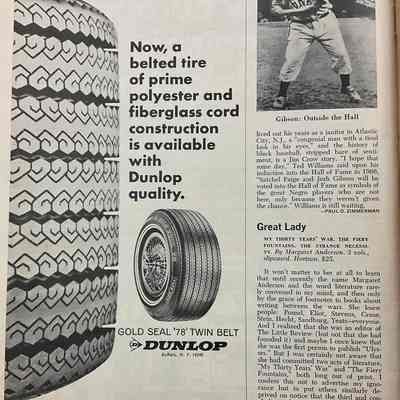 Now, a
belted tire
of prime
polyester and
fiberglass cord
construction
is available
with
Dunlop
quality.
GOLD SEAL '78' TWIN BELT
DUNLOP
Buffalo, N. Y. 14240
Gibson: Outside the Hall
lived out his years as a janitor in Atlantic
City, N.J., a "congenial man with a tired
look in his eyes," and the history of
black baseball, stripped bare of senti-
ment, is a Jim Crow story. "I hope that
some day," Ted Williams said upon his
induction into the Hall of Fame in 1966,
"Satchel Paige and Josh Gibson will be
voted into the Hall of Fame as symbols of
the great Negro players who are not
here, only because they weren't given
the chance." Williams is still waiting.
—PAUL D. ZIMMERMAN
Great Lady
MY THIRTY YEARS' WAR. THE FIERY
FOUNTAINS. THE STRANGE NECESSI-
TY. By Margaret Anderson. 3 vols.,
slipcased. Horizon. $25.
It won't matter to her at all to learn
that until recently the name Margaret
Anderson and the word literature rarely
convened in my mind, and then only
by the grace of footnotes to books about
writing between the wars. She knew
people: Pound, Eliot, Stevens, Crane,
Stein, Hecht, Sandburg, Yeats—everyone.
And I realized that she was editor of
The Little Review (but not that she had
founded it) and maybe I once knew that
she was the first person to publish "Ulys-
ses." But I was certainly not aware that
she had committed two acts of literature,
"My Thirty Years' War" and "The Fiery
Fountains," both long out of print. I
confess this not to advertise my igno-
rance but to put others similarly de-
prived on notice that the third and con-